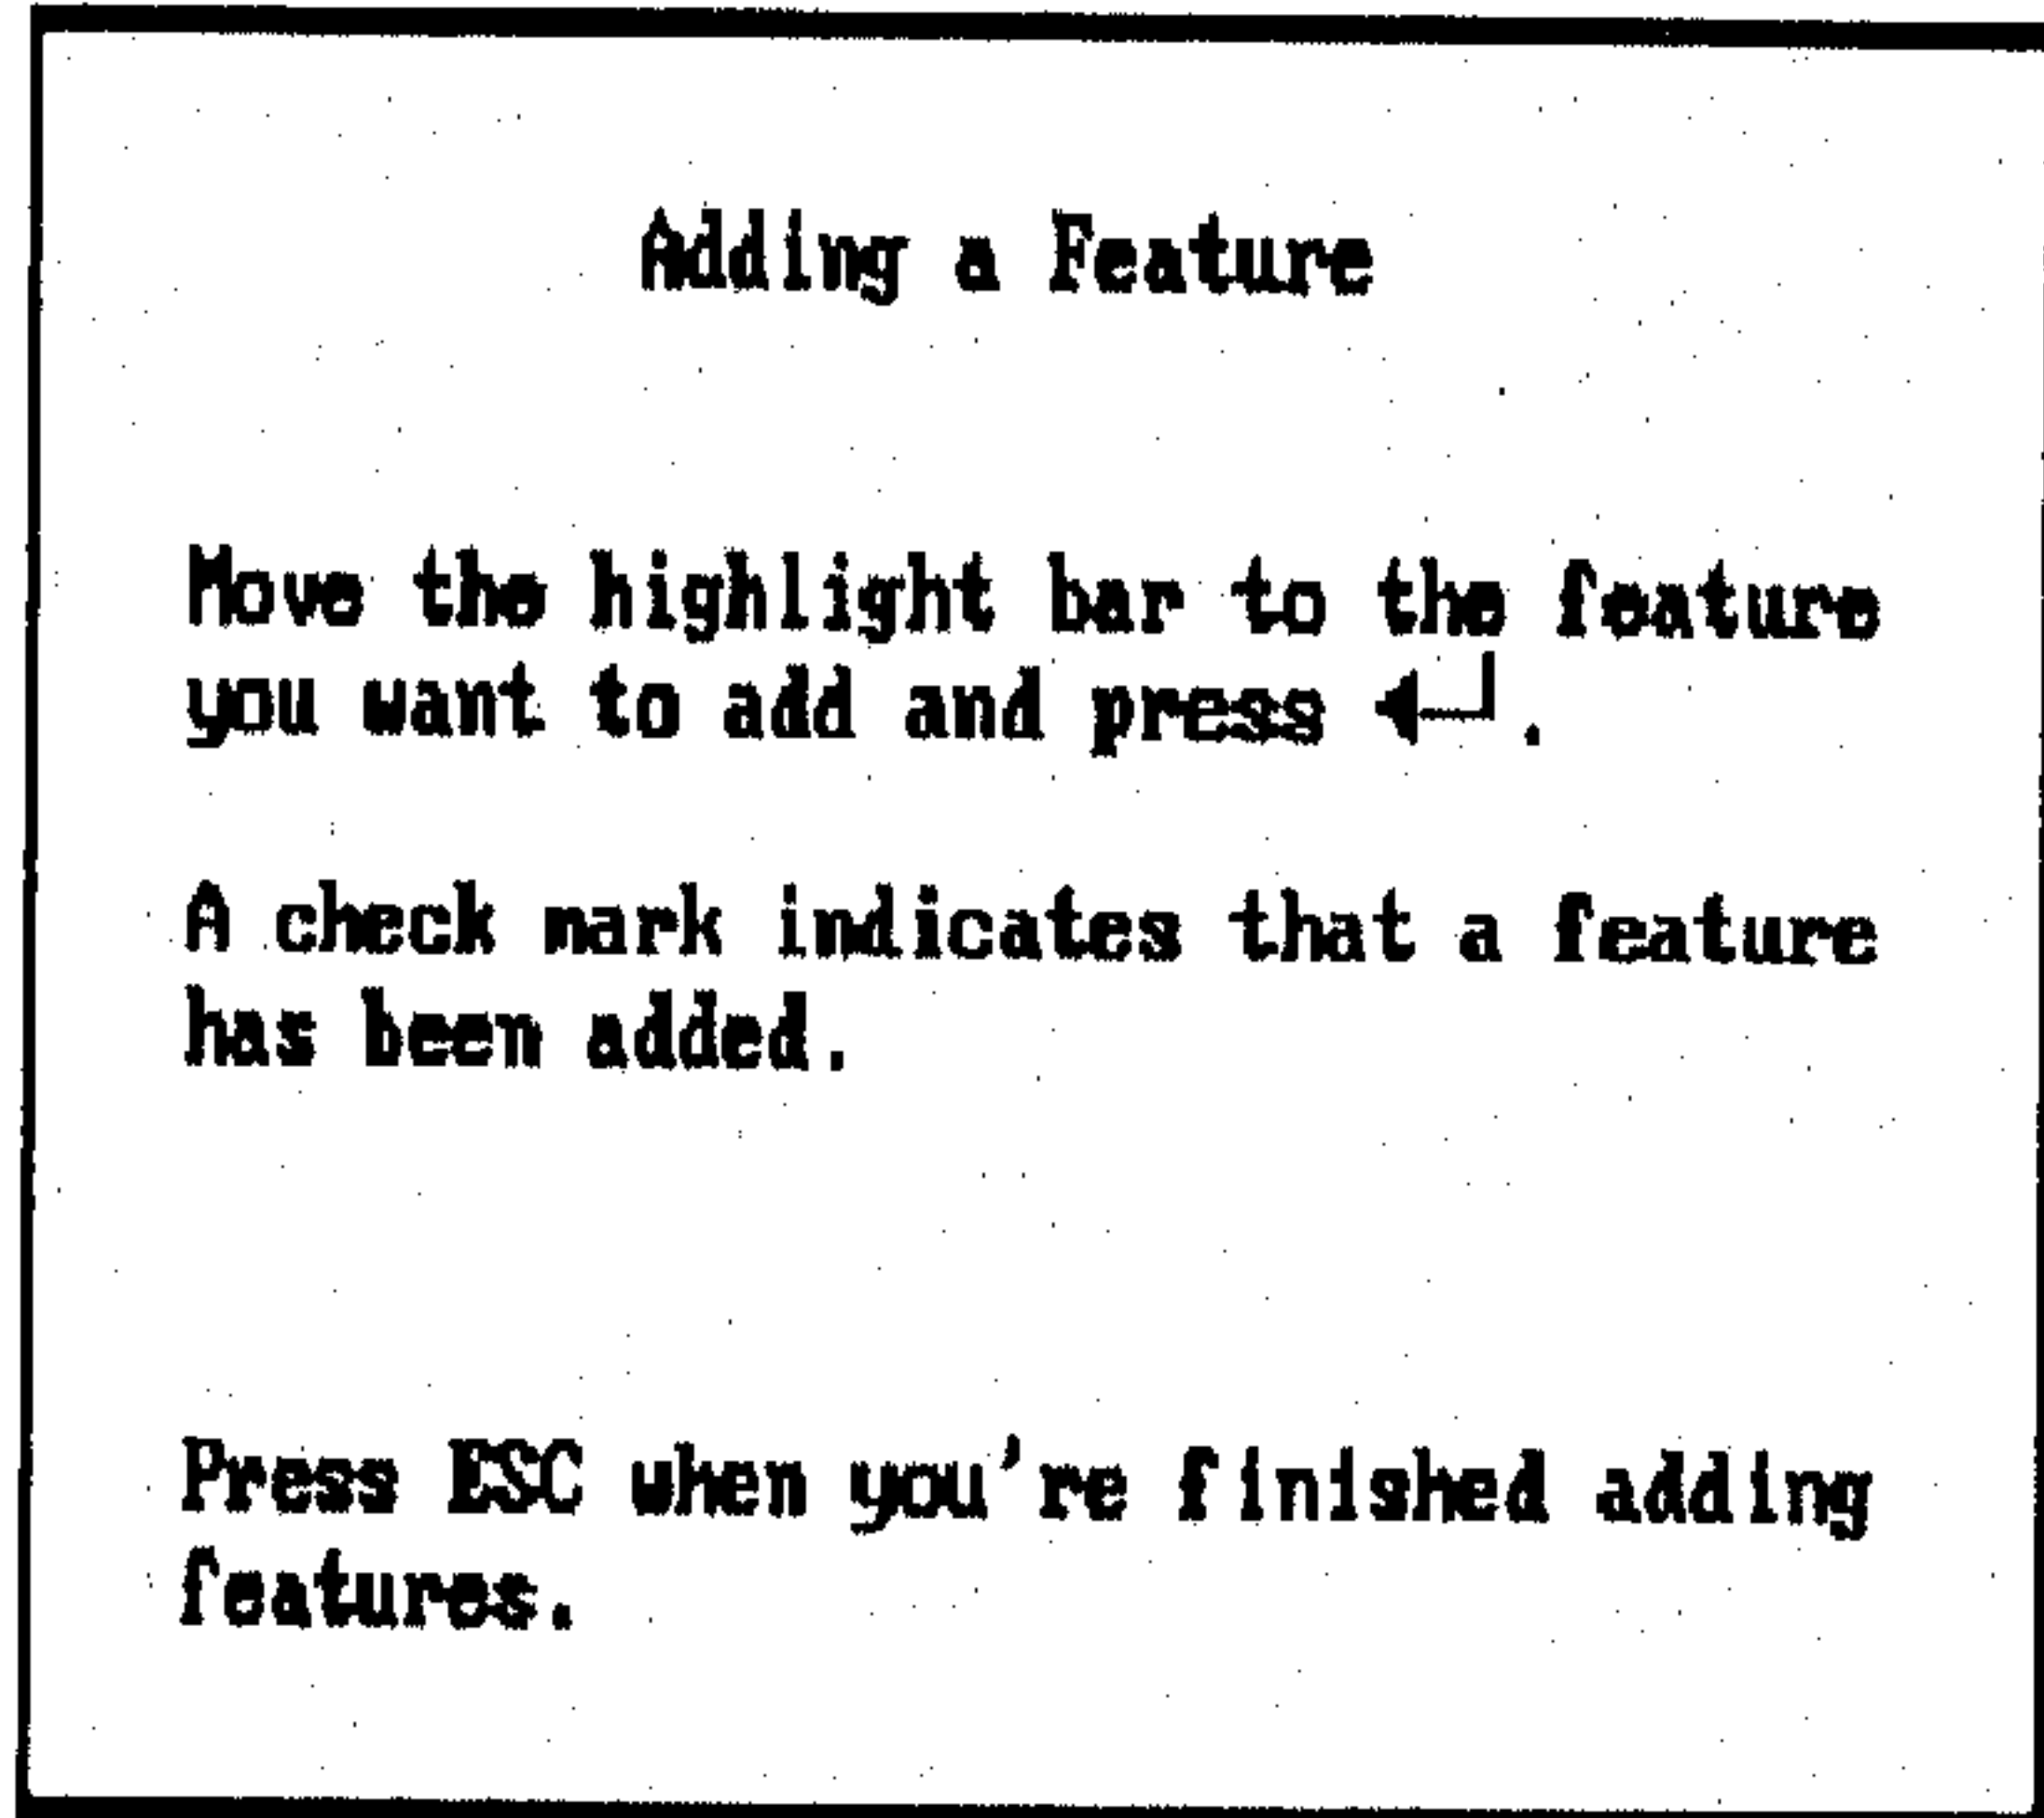 Adding a Feature
Move the highlight bar to the feature
you want to add and press ◄┘.
A check mark indicates that a feature
has been added.
Press ESC when you're finished adding
features.